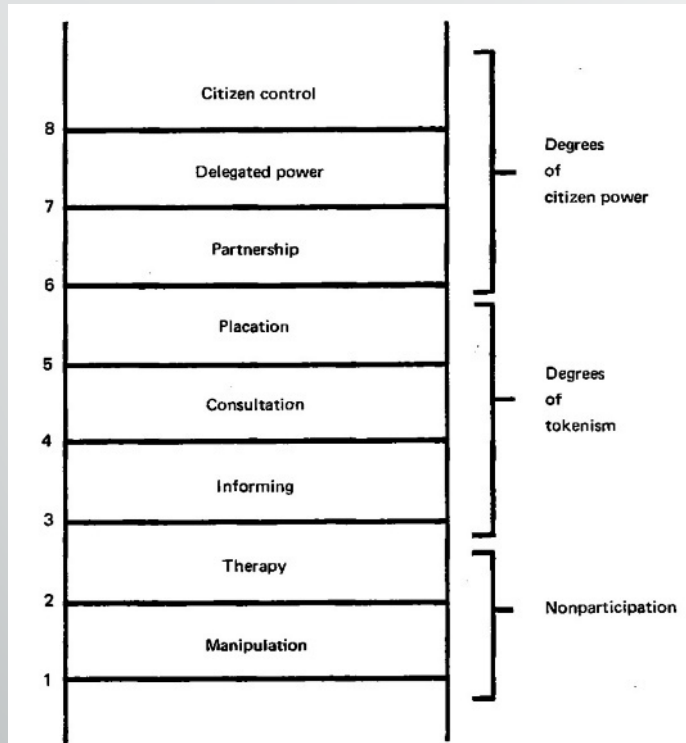 Citizen control
8
Delegated power
7
Partnership
6
Placation
5
Consultation
4
Informing
3
Therapy
2
Manipulation
1
Degrees
of
citizen power
Degrees
of
tokenism
Nonparticipation